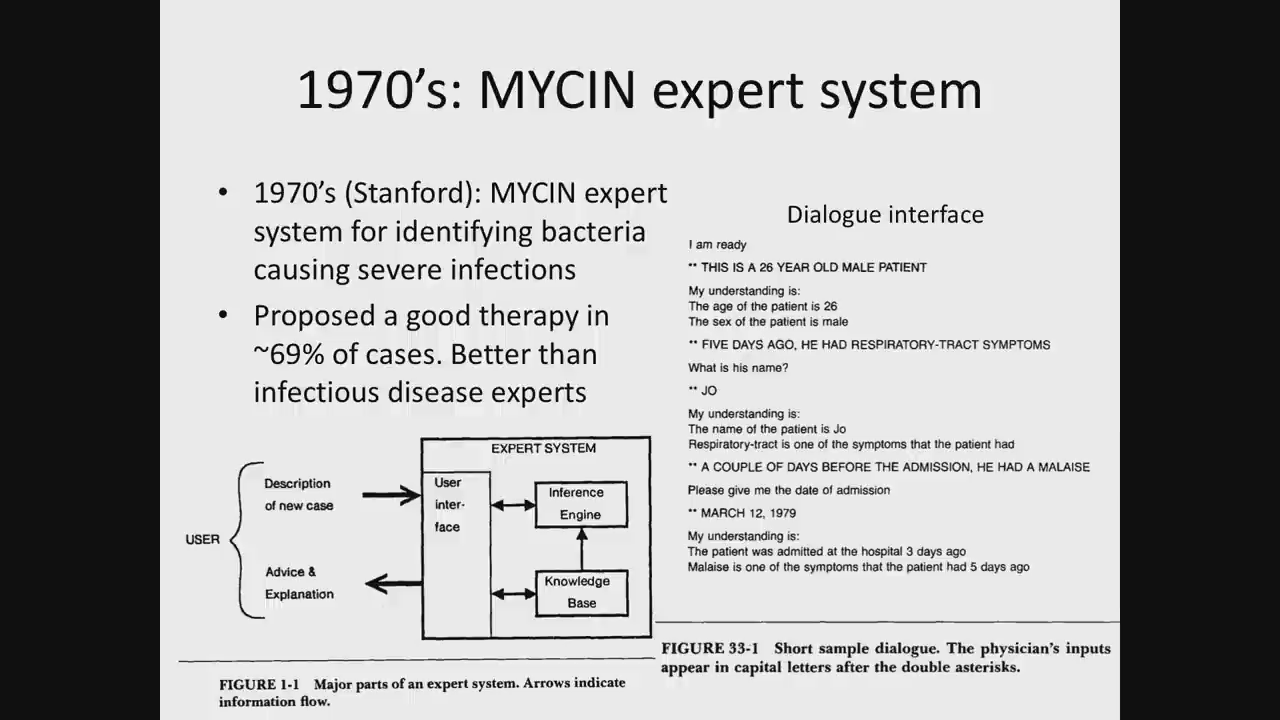 1970's: MYCIN expert system
• 1970's (Stanford): MYCIN expert
system for identifying bacteria
causing severe infections
• Proposed a good therapy in
~69% of cases. Better than
infectious disease experts
USER
Description
of new case
Advice &
Explanation
EXPERT SYSTEM
User
inter-
face
Inference
Engine
Knowledge
Base
FIGURE 1-1 Major parts of an expert system. Arrows indicate
information flow.
Dialogue interface
I am ready
** THIS IS A 26 YEAR OLD MALE PATIENT
My understanding is:
The age of the patient is 26
The sex of the patient is male
** FIVE DAYS AGO, HE HAD RESPIRATORY-TRACT SYMPTOMS
What is his name?
** JO
My understanding is:
The name of the patient is Jo
Respiratory-tract is one of the symptoms that the patient had
** A COUPLE OF DAYS BEFORE THE ADMISSION, HE HAD A MALAISE
Please give me the date of admission
** MARCH 12, 1979
My understanding is:
The patient was admitted at the hospital 3 days ago
Malaise is one of the symptoms that the patient had 5 days ago
FIGURE 33-1 Short sample dialogue. The physician's inputs
appear in capital letters after the double asterisks.